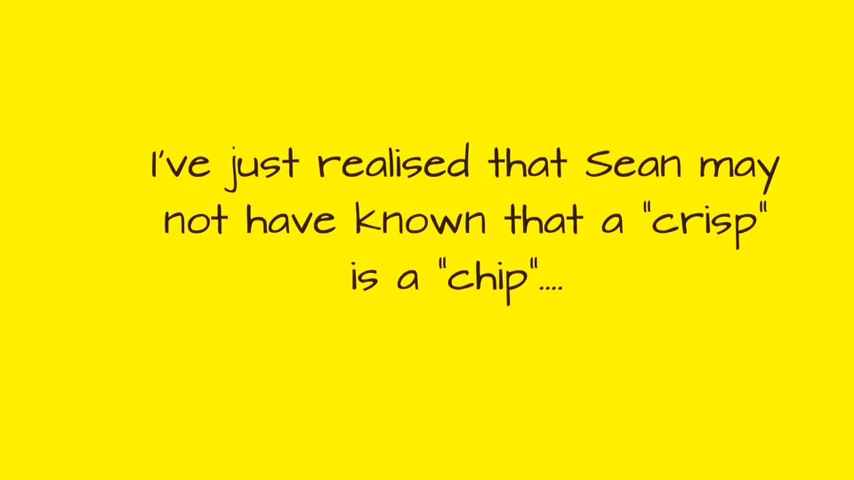 I've just realised that Sean may
not have known that a "crisp"
is a "chip"....